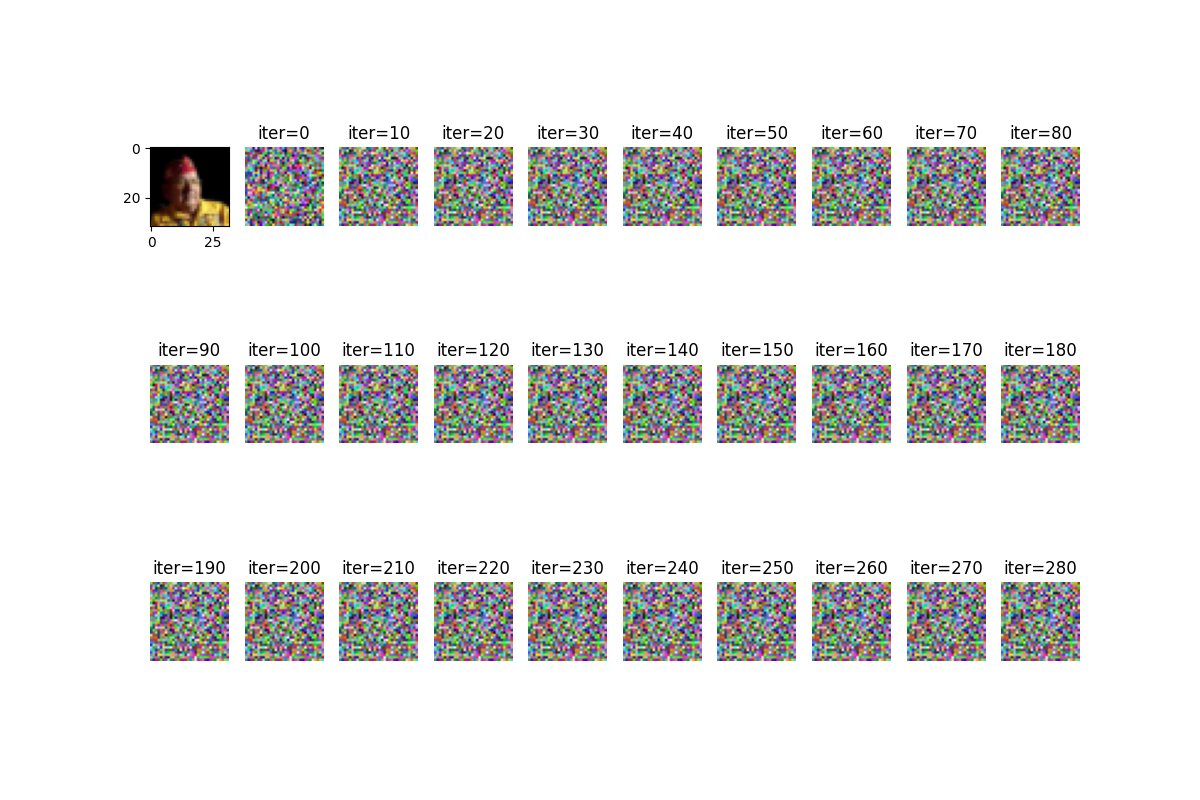 iter=0 iter=10 iter=20 iter=30 iter=40 iter=50 iter=60 iter=70 iter=80
0
20
0 25
iter=90 iter=100 iter=110 iter=120 iter=130 iter=140 iter=150 iter=160 iter=170 iter=180
iter=190 iter=200 iter=210 iter=220 iter=230 iter=240 iter=250 iter=260 iter=270 iter=280